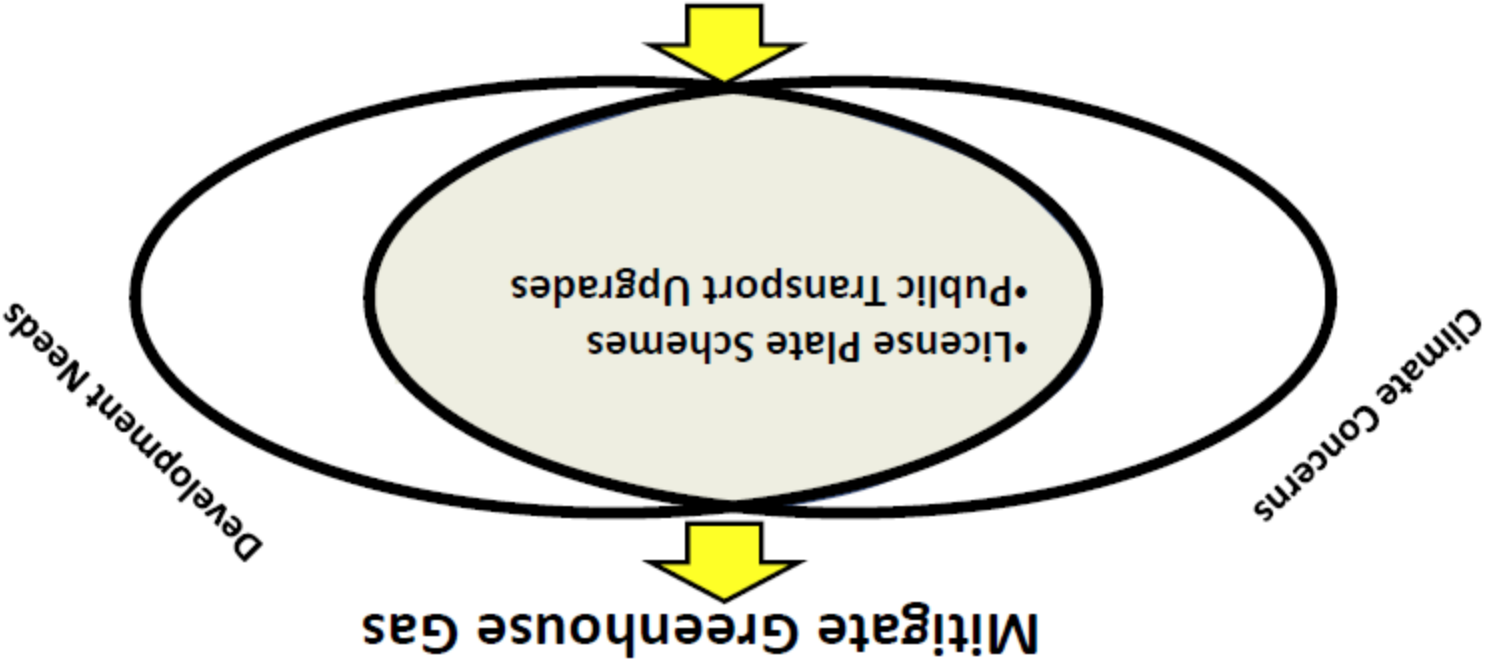 Mitigate Greenhouse Gas
Climate Concerns
Development Needs
•License Plate Schemes
•Public Transport Upgrades